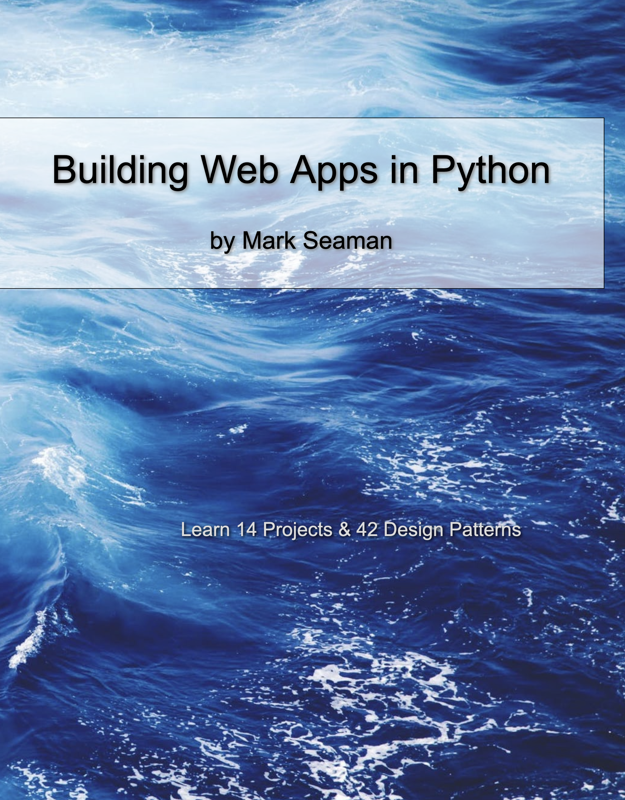 Building Web Apps in Python
by Mark Seaman
Learn 14 Projects & 42 Design Patterns